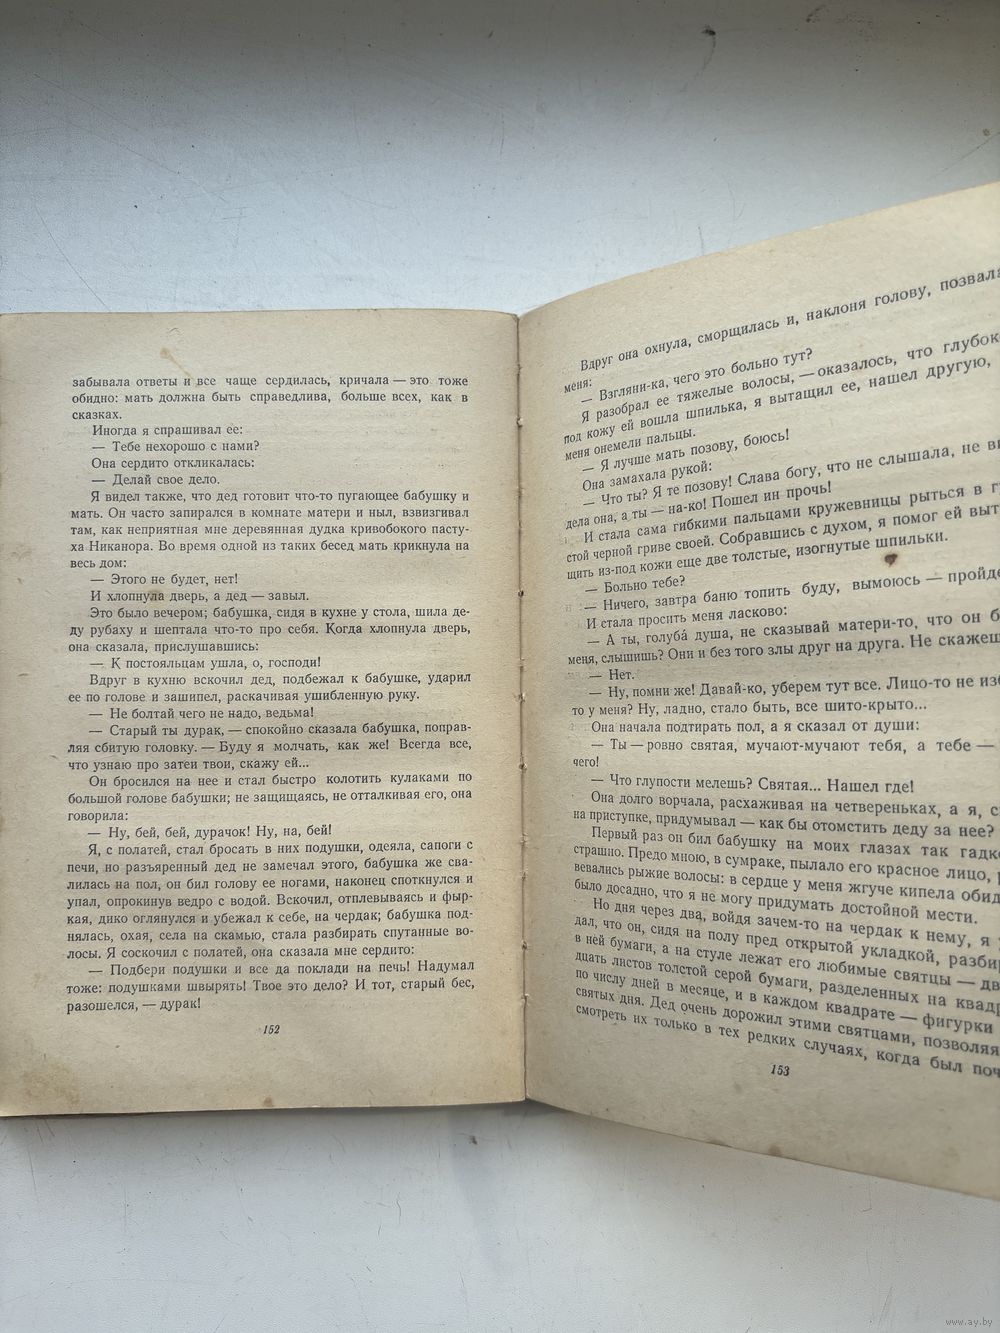 забывала ответы и все чаще сердилась, кричала — это тоже
обидно: мать должна быть справедлива, больше всех, как в
сказках.
Иногда я спрашивал ее:
— Тебе нехорошо с нами?
Она сердито откликалась:
— Делай свое дело.
Я видел также, что дед готовит что-то пугающее бабушку и
мать. Он часто запирался в комнате матери и ныл, взвизгивал
там, как неприятная мне деревянная дудка кривобокого пасту-
ха Никанора. Во время одной из таких бесед мать крикнула на
весь дом:
— Этого не будет, нет!
И хлопнула дверь, а дед — завыл.
Это было вечером; бабушка, сидя в кухне у стола, шила де-
ду рубаху и шептала что-то про себя. Когда хлопнула дверь,
она сказала, прислушавшись:
— К постояльцам ушла, о, господи!
Вдруг в кухню вскочил дед, подбежал к бабушке, ударил
ее по голове и зашипел, раскачивая ушибленную руку.
— Не болтай чего не надо, ведьма!
— Старый ты дурак, — спокойно сказала бабушка, поправ-
ляя сбитую головку. — Буду я молчать, как же! Всегда все,
что узнаю про затеи твои, скажу ей...
Он бросился на нее и стал быстро колотить кулаками по
большой голове бабушки; не защищаясь, не отталкивая его, она
говорила:
— Ну, бей, бей, дурачок! Ну, на, бей!
Я, с полатей, стал бросать в них подушки, одеяла, сапоги с
печи, но разъяренный дед не замечал этого, бабушка же сва-
лилась на пол, он бил голову ее ногами, наконец споткнулся и
упал, опрокинув ведро с водой. Вскочил, отплевываясь и фыр-
кая, дико оглянулся и убежал к себе, на чердак; бабушка под-
нялась, охая, села на скамью, стала разбирать спутанные во-
лосы. Я соскочил с полатей, она сказала мне сердито:
— Подбери подушки и все да поклади на печь! Надумал
тоже: подушками швырять! Твое это дело? И тот, старый бес,
разошелся, — дурак!
152
Вдруг она охнула, сморщилась и, наклоня голову, позвала
меня:
— Взгляни-ка, чего это больно тут?
Я разобрал ее тяжелые волосы, — оказалось, что глубок
под кожу ей вошла шпилька, я вытащил ее, нашел другую,
меня онемели пальцы.
— Я лучше мать позову, боюсь!
Она замахала рукой:
— Что ты? Я те позову! Слава богу, что не слышала, не ви
дела она, а ты — на-ко! Пошел ин прочь!
И стала сама гибкими пальцами кружевницы рыться в г
стой черной гриве своей. Собравшись с духом, я помог ей выт
щить из-под кожи еще две толстые, изогнутые шпильки.
— Больно тебе?
— Ничего, завтра баню топить буду, вымоюсь — пройде
И стала просить меня ласково:
— А ты, голуба́ душа, не сказывай матери-то, что он б
меня, слышишь? Они и без того злы друг на друга. Не скажеш
— Нет.
— Ну, помни же! Давай-ко, уберем тут все. Лицо-то не изб
то у меня? Ну, ладно, стало быть, все шито-крыто...
Она начала подтирать пол, а я сказал от души:
— Ты — ровно святая, мучают-мучают тебя, а тебе —
чего!
— Что глупости мелешь? Святая... Нашел где!
Она долго ворчала, расхаживая на четвереньках, а я, с
на приступке, придумывал — как бы отомстить деду за нее?
Первый раз он бил бабушку на моих глазах так гадк
страшно. Предо мною, в сумраке, пылало его красное лицо, р
вевались рыжие волосы: в сердце у меня жгуче кипела обид
было досадно, что я не могу придумать достойной мести.
Но дня через два, войдя зачем-то на чердак к нему, я у
дал, что он, сидя на полу пред открытой укладкой, разби
в ней бумаги, а на стуле лежат его любимые святцы — дв
дцать листов толстой серой бумаги, разделенных на квадр
по числу дней в месяце, и в каждом квадрате — фигурки
святых дня. Дед очень дорожил этими святцами, позволяя
смотреть их только в тех редких случаях, когда был поч
153
www.ay.by